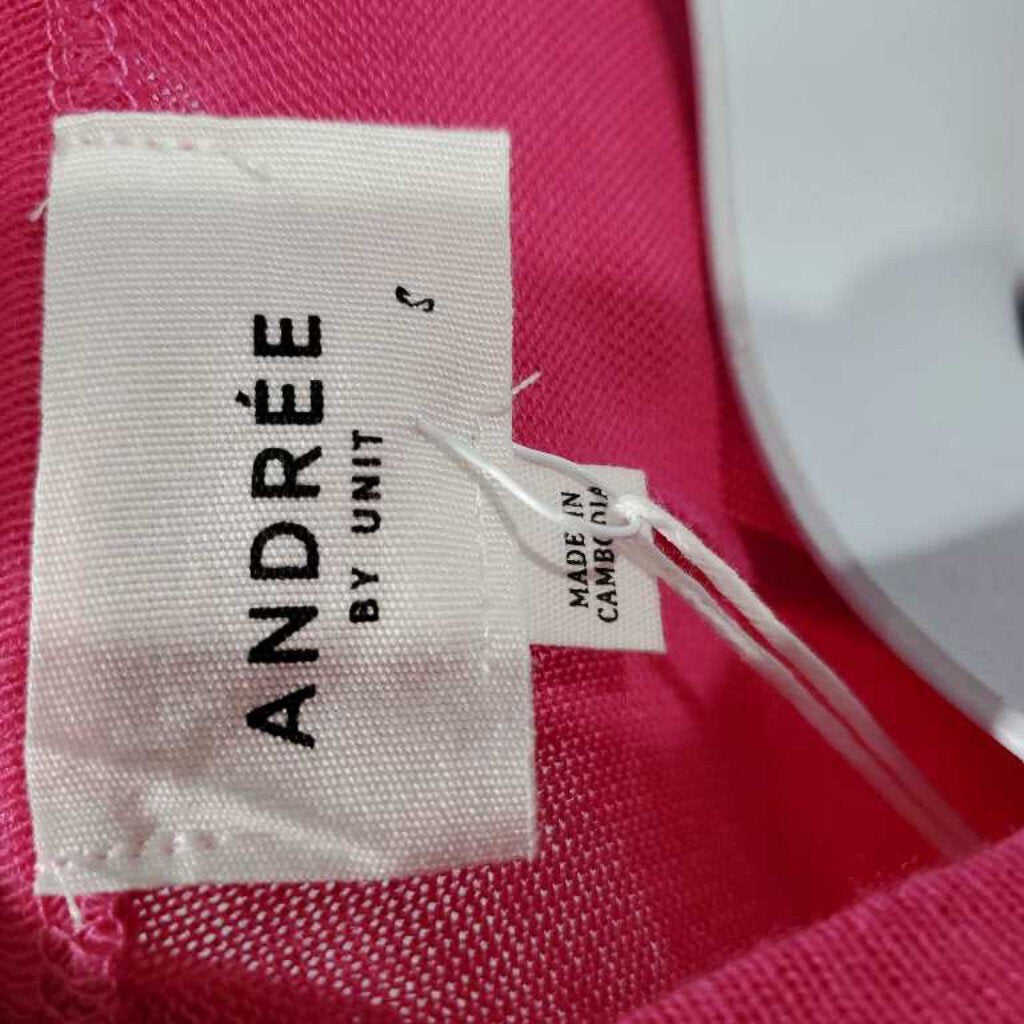 ANDRÉE
BY UNIT
S
MADE IN
CAMBODIA